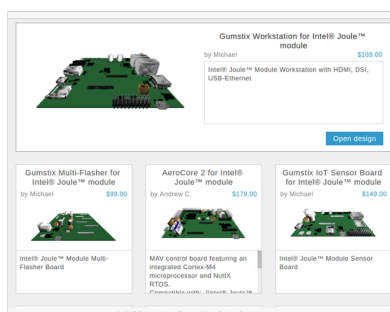 Gumstix Workstation for Intel® Joule™
module
by Michael $169.00
Intel® Joule™ Module Workstation with HDMI, DSI,
USB-Ethernet
Open design
Gumstix Multi-Flasher for
Intel® Joule™ module
by Michael $99.00
Intel® Joule™ Module Multi-
Flasher Board
AeroCore 2 for Intel®
Joule™ module
by Andrew C. $179.00
MAV control board featuring an
integrated Cortex-M4
microprocessor and NuttX
RTOS.
Compatible with: /Intel® Joule™
Gumstix IoT Sensor Board
for Intel® Joule™ module
by Michael $149.00
Intel® Joule™ Module Sensor
Board